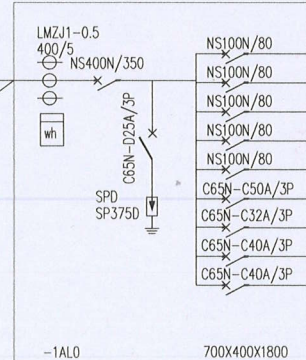 LMZJ1-0.5
400/5
NS400N/350
wh
C65N-D25A/3P
SPD
SP375D
NS100N/80
NS100N/80
NS100N/80
NS100N/80
NS100N/80
C65N-C50A/3P
C65N-C32A/3P
C65N-C40A/3P
C65N-C40A/3P
-1AL0
700X400X1800